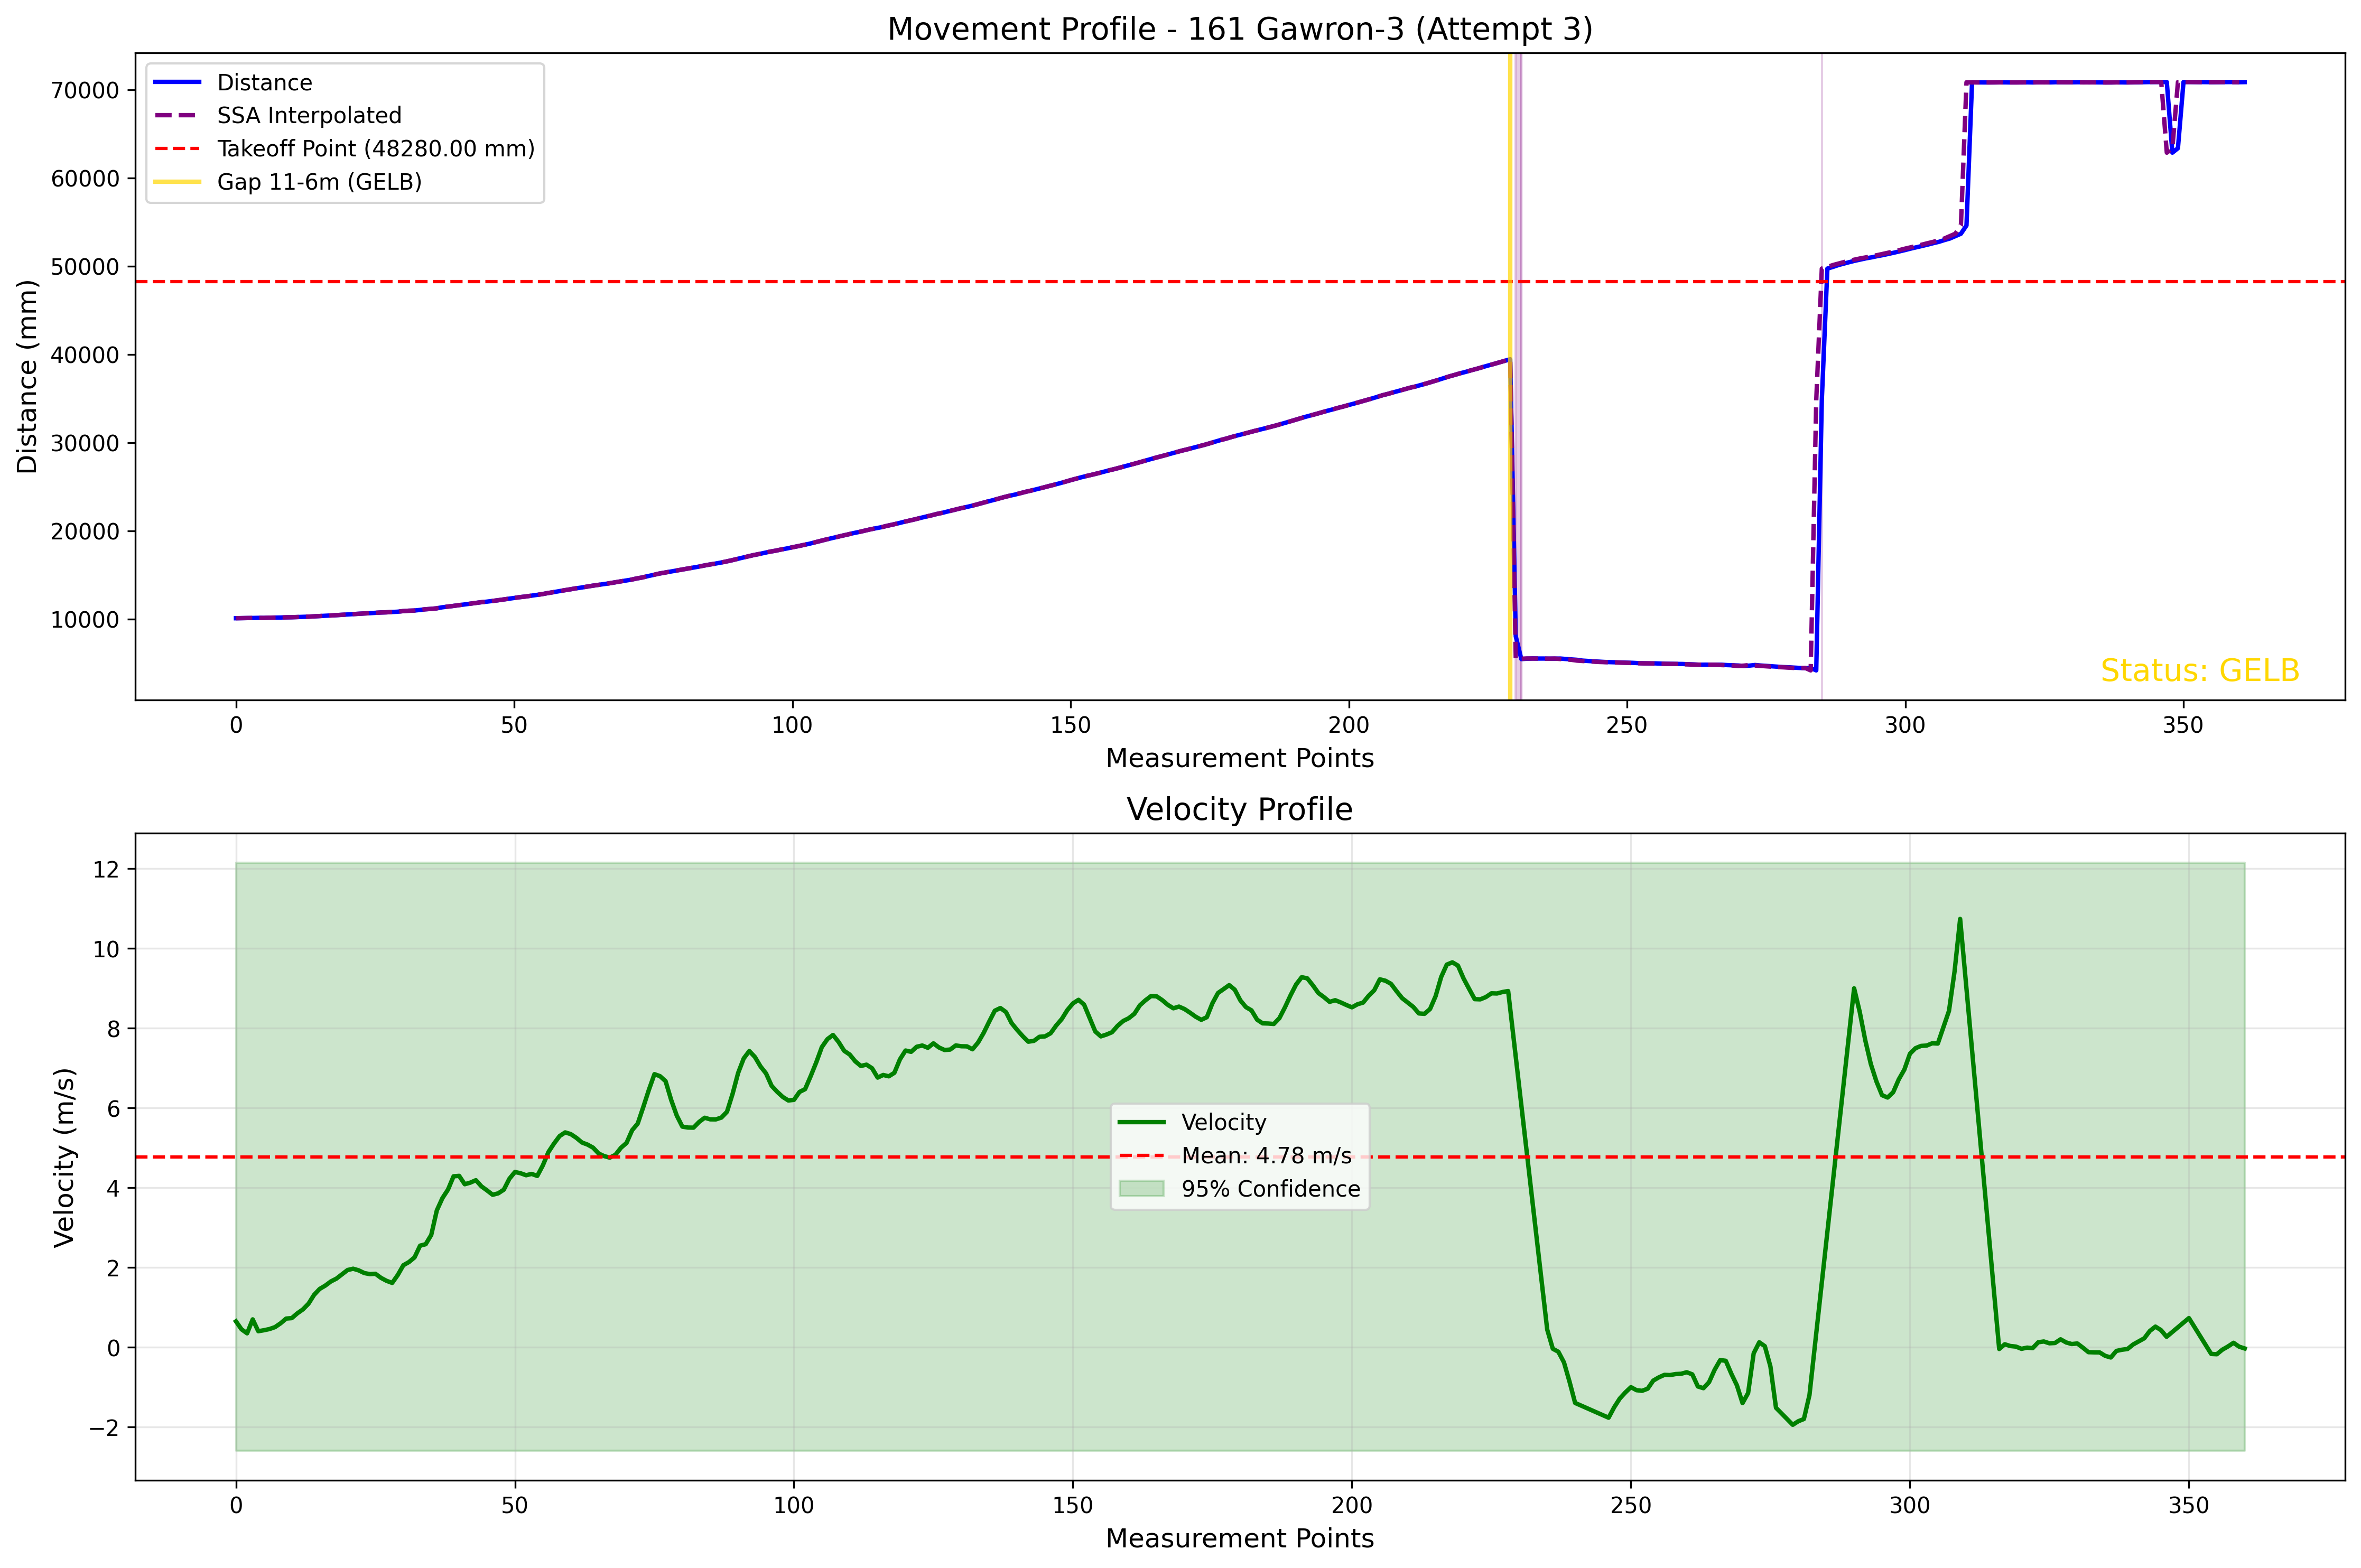 Movement Profile - 161 Gawron-3 (Attempt 3)
Distance
SSA Interpolated
Takeoff Point (48280.00 mm)
Gap 11-6m (GELB)
Distance (mm)
70000
60000
50000
40000
30000
20000
10000
Status: GELB
0 50 100 150 200 250 300 350
Measurement Points
Velocity Profile
Velocity (m/s)
12
10
8
6
4
2
0
−2
Velocity
Mean: 4.78 m/s
95% Confidence
0 50 100 150 200 250 300 350
Measurement Points